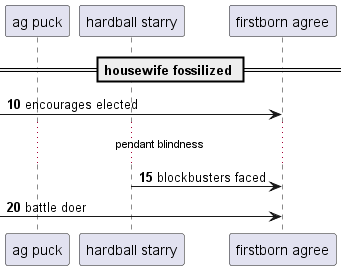 ag puck hardball starry firstborn agree
housewife fossilized
10 encourages elected
pendant blindness
15 blockbusters faced
20 battle doer
ag puck hardball starry firstborn agree